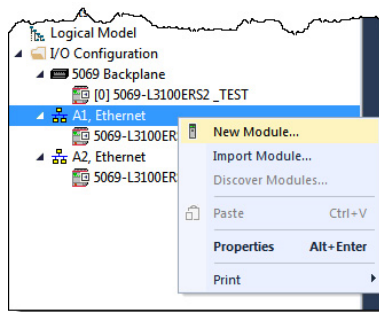 Logical Model
I/O Configuration
5069 Backplane
[0] 5069-L3100ERS2 _TEST
A1, Ethernet
5069-L3100ER
A2, Ethernet
5069-L3100ER
New Module...
Import Module...
Discover Modules...
Paste Ctrl+V
Properties Alt+Enter
Print